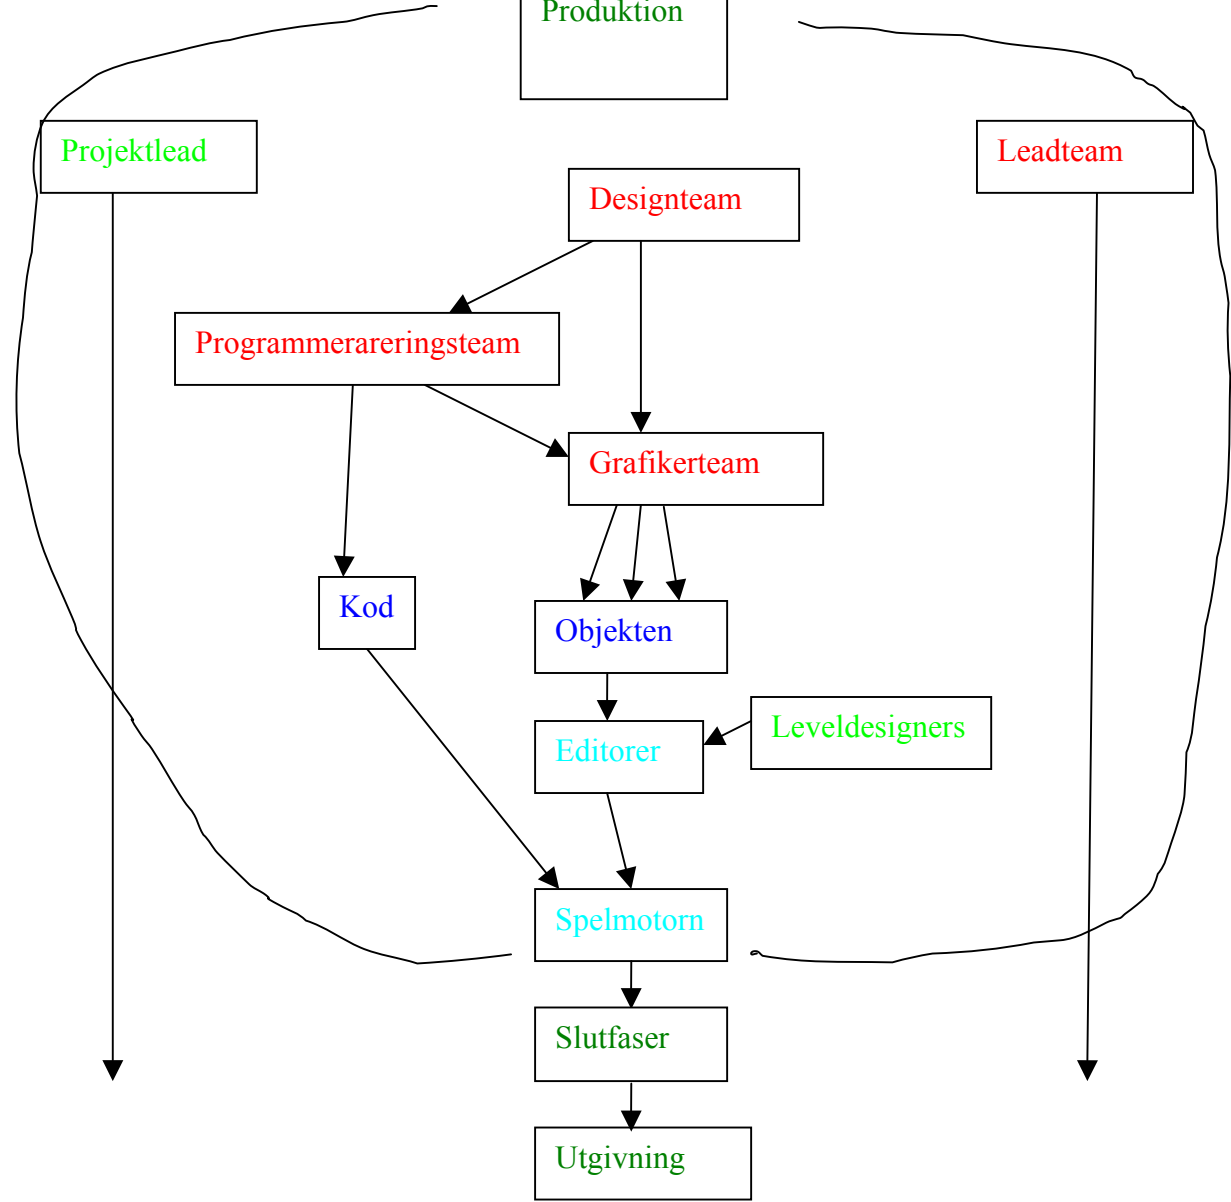 Produktion
Projektlead
Leadteam
Designteam
Programmerareringsteam
Grafikerteam
Kod
Objekten
Leveldesigners
Editorer
Spelmotorn
Slutfaser
Utgivning